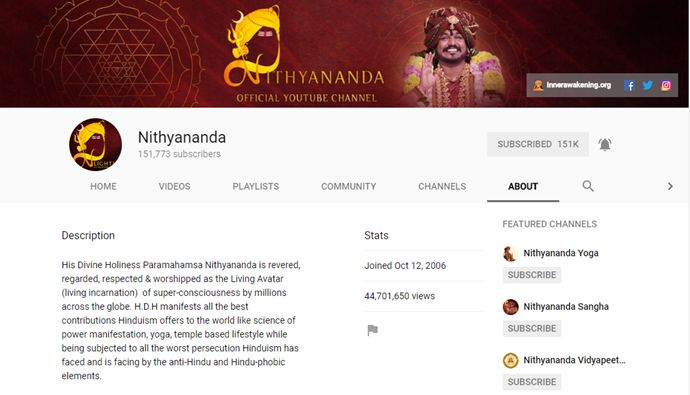 NITHYANANDA
OFFICIAL YOUTUBE CHANNEL
Innerawakening.org
Nithyananda
151,773 subscribers
SUBSCRIBED 151K
HOME VIDEOS PLAYLISTS COMMUNITY CHANNELS ABOUT
Description
His Divine Holiness Paramahamsa Nithyananda is revered,
regarded, respected & worshipped as the Living Avatar
(living incarnation) of super-consciousness by millions
across the globe. H.D.H manifests all the best
contributions Hinduism offers to the world like science of
power manifestation, yoga, temple based lifestyle while
being subjected to all the worst persecution Hinduism has
faced and is facing by the anti-Hindu and Hindu-phobic
elements.
Stats
Joined Oct 12, 2006
44,701,650 views
FEATURED CHANNELS
Nithyananda Yoga
SUBSCRIBE
Nithyananda Sangha
SUBSCRIBE
Nithyananda Vidyapeet...
SUBSCRIBE